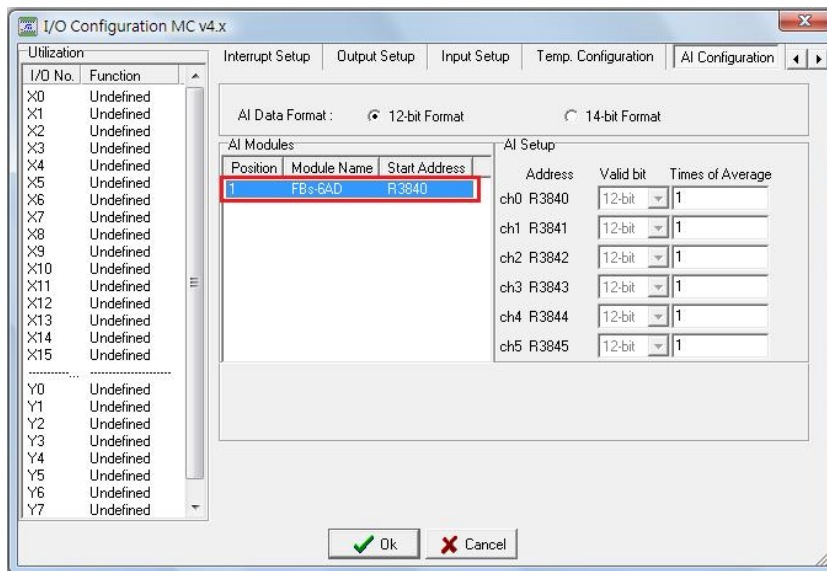 I/O Configuration MC v4.x
Utilization
I/O No. Function
X0 Undefined
X1 Undefined
X2 Undefined
X3 Undefined
X4 Undefined
X5 Undefined
X6 Undefined
X7 Undefined
X8 Undefined
X9 Undefined
X10 Undefined
X11 Undefined
X12 Undefined
X13 Undefined
X14 Undefined
X15 Undefined
----------... --------------------
Y0 Undefined
Y1 Undefined
Y2 Undefined
Y3 Undefined
Y4 Undefined
Y5 Undefined
Y6 Undefined
Y7 Undefined
Interrupt Setup Output Setup Input Setup Temp. Configuration AI Configuration
AI Data Format : 12-bit Format 14-bit Format
AI Modules
Position Module Name Start Address
1 FBs-6AD R3840
AI Setup
Address Valid bit Times of Average
ch0 R3840 12-bit 1
ch1 R3841 12-bit 1
ch2 R3842 12-bit 1
ch3 R3843 12-bit 1
ch4 R3844 12-bit 1
ch5 R3845 12-bit 1
Ok Cancel